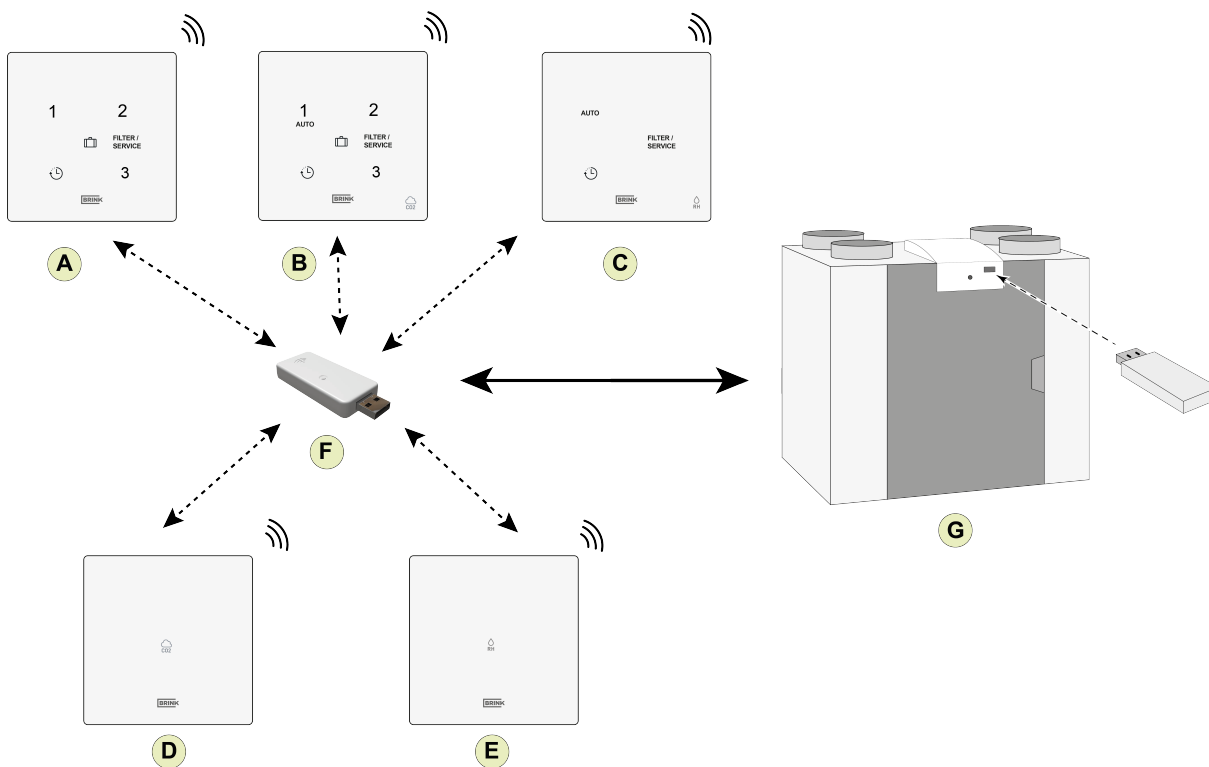 1
2
FILTER /
SERVICE
3
BRINK
A
1
AUTO
2
FILTER /
SERVICE
3
BRINK
CO2
B
AUTO
FILTER /
SERVICE
BRINK
RH
C
F
G
CO2
BRINK
D
RH
BRINK
E